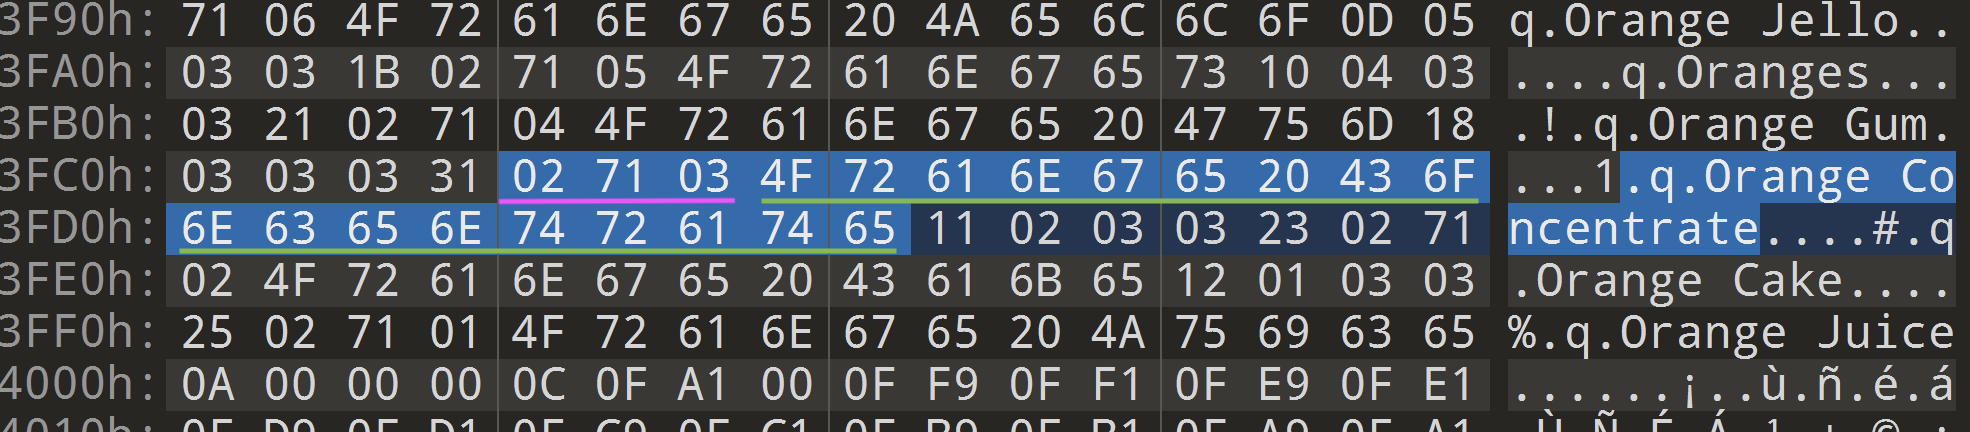 3F90h: 71 06 4F 72 61 6E 67 65 20 4A 65 6C 6C 6F 0D 05 q.Orange Jello..
3FA0h: 03 03 1B 02 71 05 4F 72 61 6E 67 65 73 10 04 03 ....q.Oranges...
3FB0h: 03 21 02 71 04 4F 72 61 6E 67 65 20 47 75 6D 18 .!.q.Orange Gum.
3FC0h: 03 03 03 31 02 71 03 4F 72 61 6E 67 65 20 43 6F ...1.q.Orange Co
3FD0h: 6E 63 65 6E 74 72 61 74 65 11 02 03 03 23 02 71 ncentrate....#.q
3FE0h: 02 4F 72 61 6E 67 65 20 43 61 6B 65 12 01 03 03 .Orange Cake....
3FF0h: 25 02 71 01 4F 72 61 6E 67 65 20 4A 75 69 63 65 %.q.Orange Juice
4000h: 0A 00 00 00 0C 0F A1 00 0F F9 0F F1 0F E9 0F E1 ......¡..ù.ñ.é.á